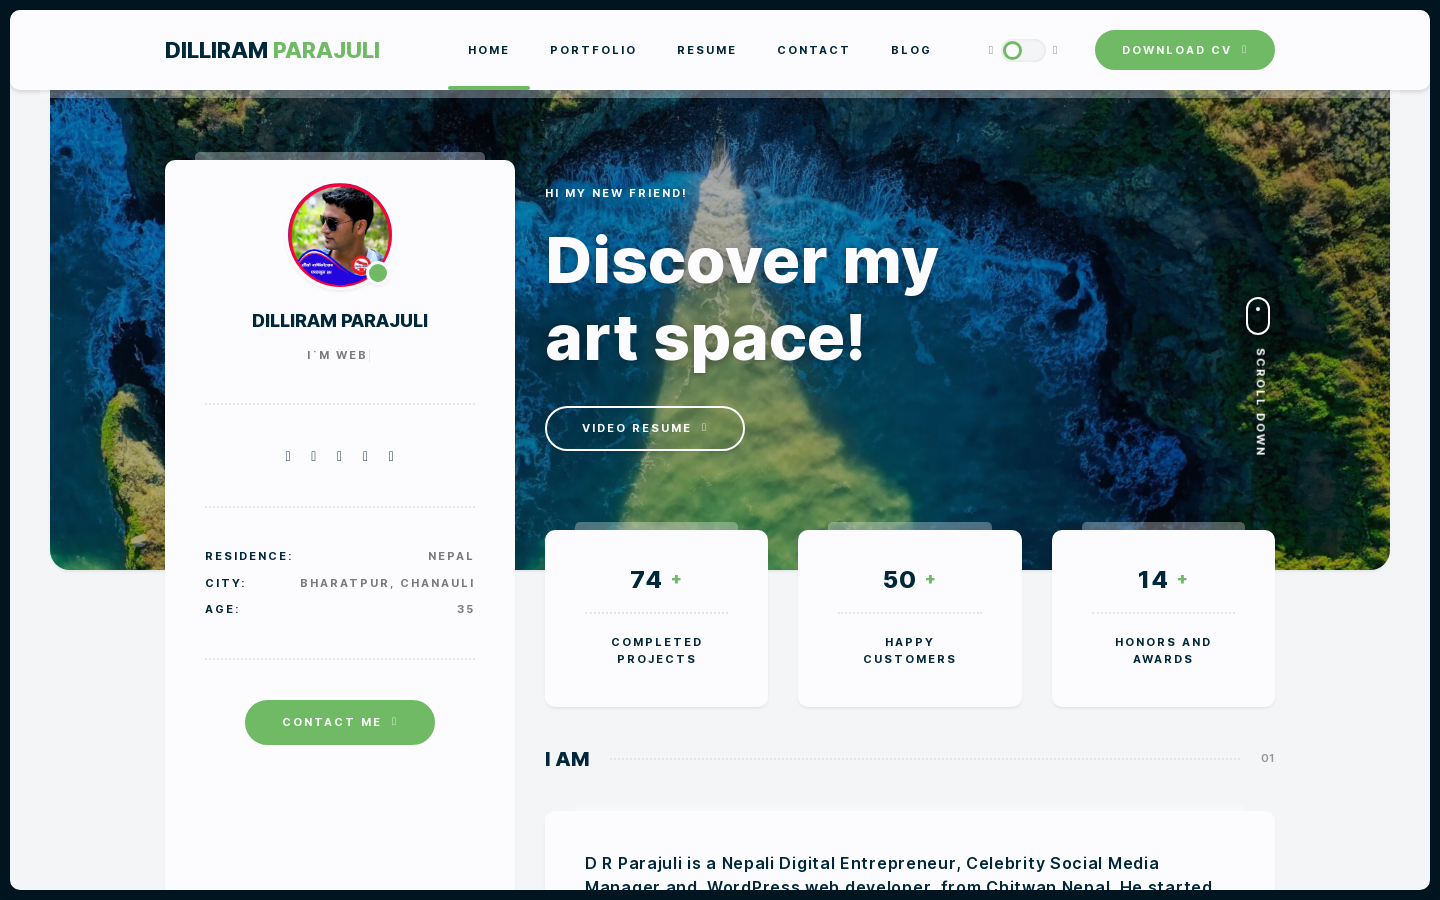 DILLIRAM PARAJULI
HOME
PORTFOLIO
RESUME
CONTACT
BLOG
DOWNLOAD CV
HI MY NEW FRIEND!
Discover my
art space!
VIDEO RESUME
SCROLL DOWN
DILLIRAM PARAJULI
I`M WEB
RESIDENCE: NEPAL
CITY: BHARATPUR, CHANAULI
AGE: 35
CONTACT ME
74 +
COMPLETED
PROJECTS
50 +
HAPPY
CUSTOMERS
14 +
HONORS AND
AWARDS
I AM
01
D R Parajuli is a Nepali Digital Entrepreneur, Celebrity Social Media
Manager and WordPress web developer from Chitwan Nepal. He started